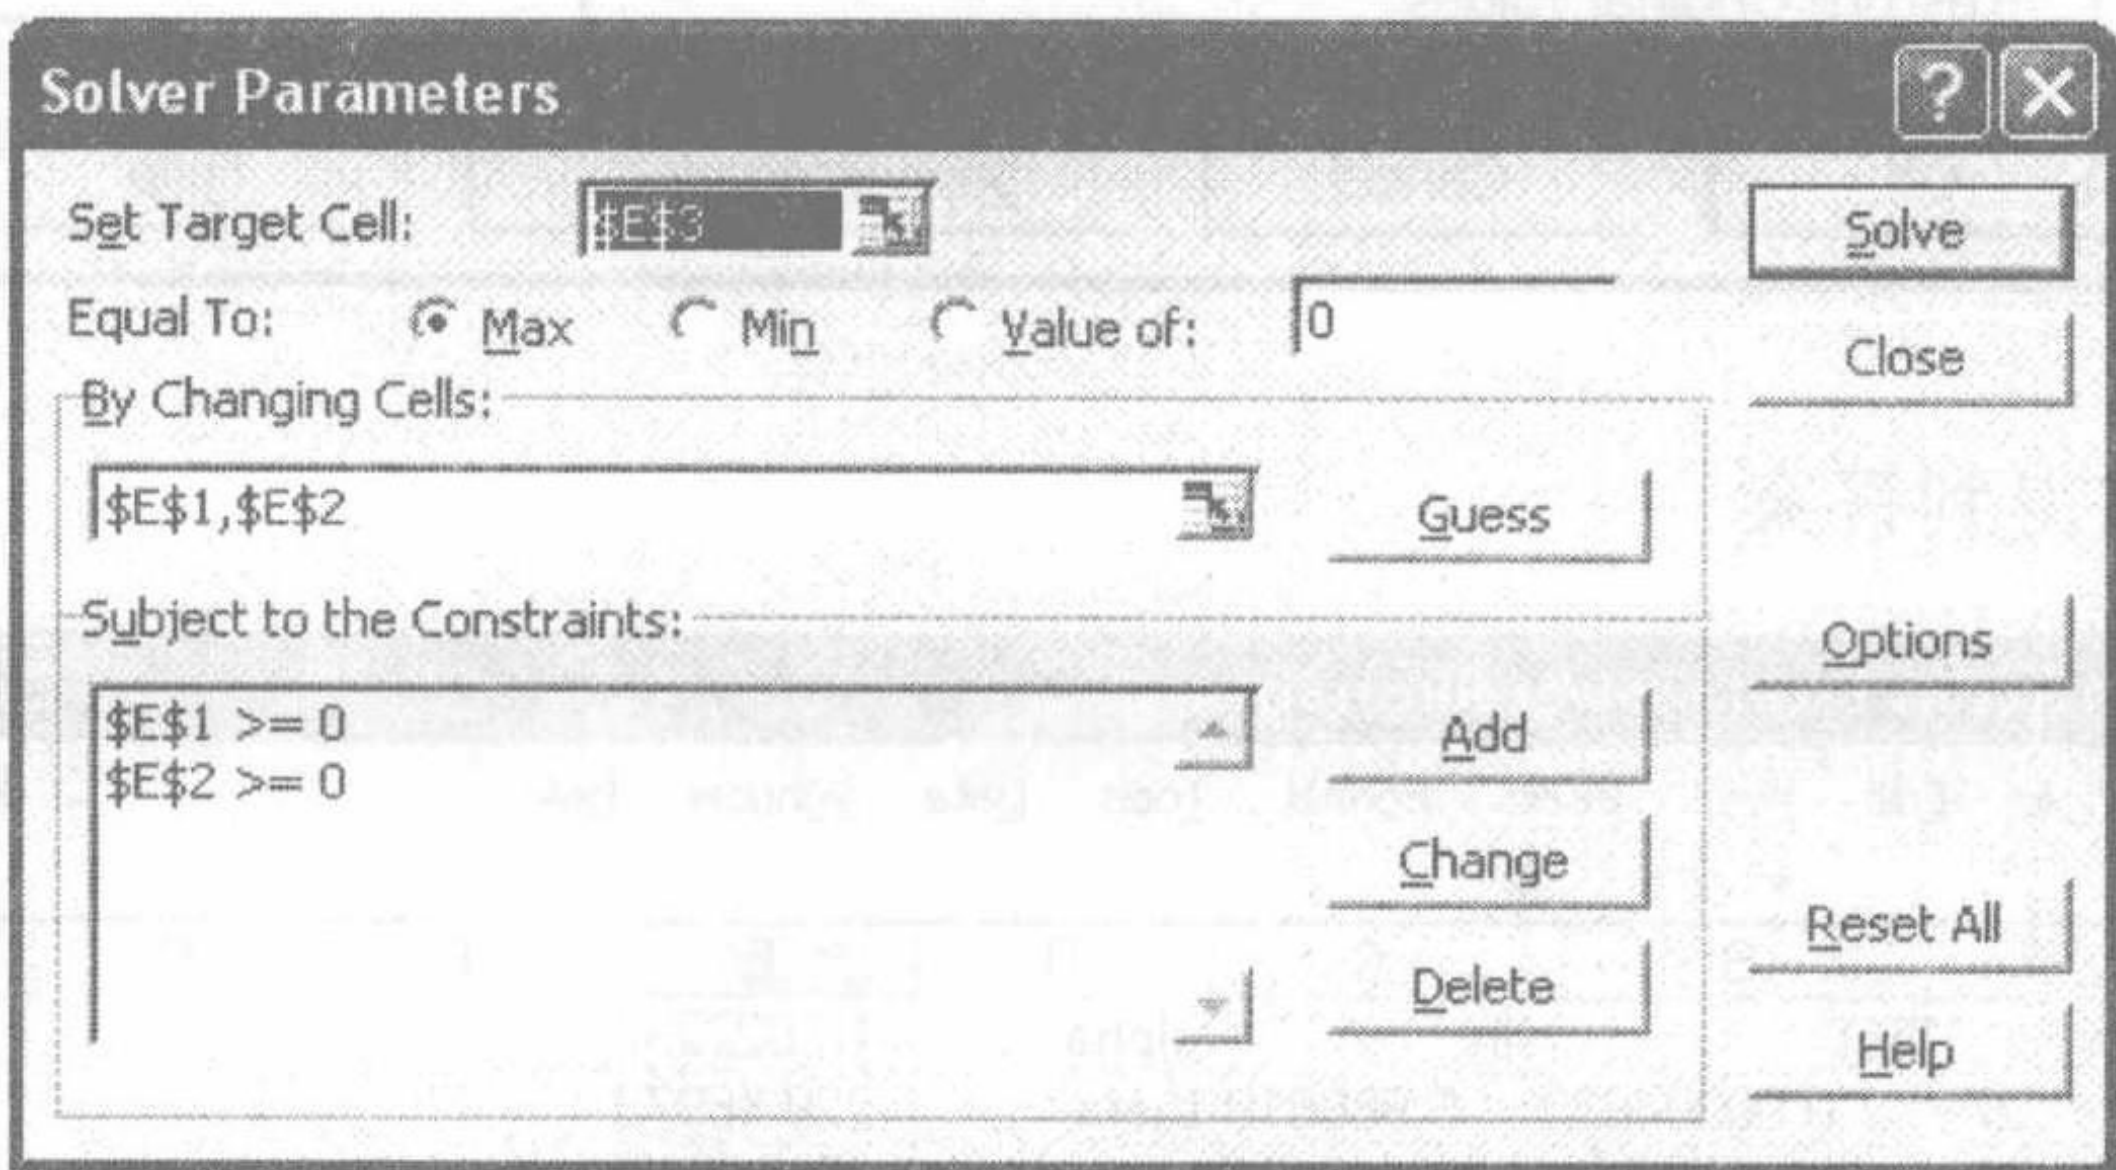 Solver Parameters
Set Target Cell: $E$3
Solve
Equal To: Max Min Value of: 0
Close
By Changing Cells:
$E$1,$E$2
Guess
Subject to the Constraints:
Options
$E$1 >= 0
Add
$E$2 >= 0
Change
Reset All
Delete
Help